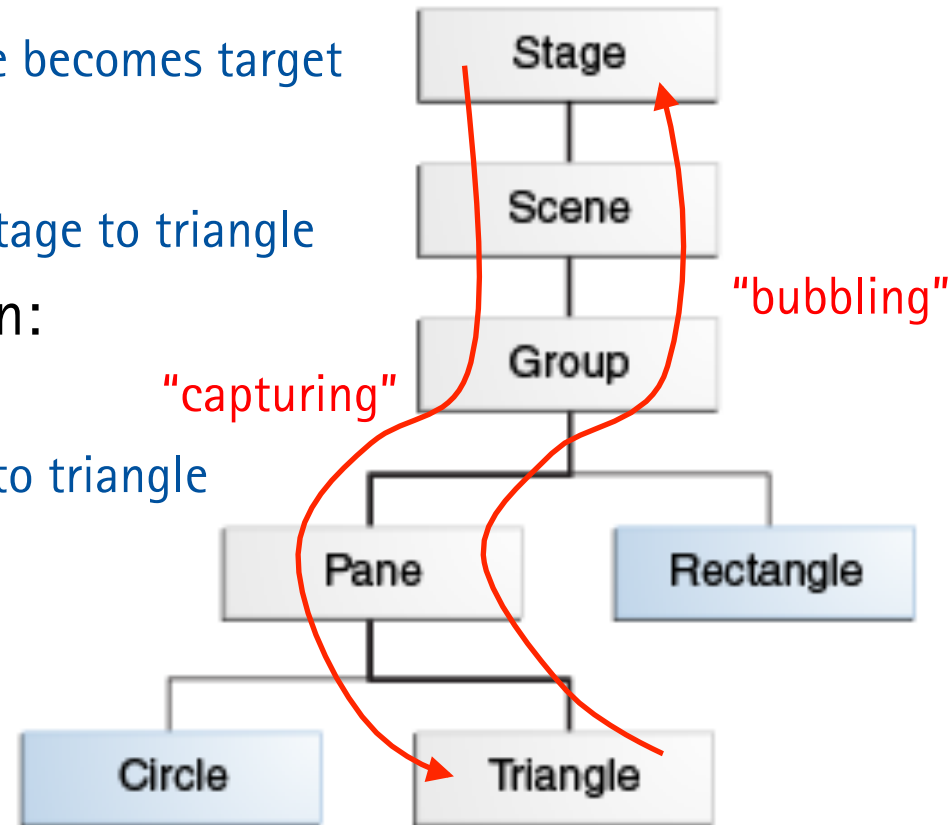 e becomes target
Stage
Scene
tage to triangle
"bubbling"
n:
Group
"capturing"
to triangle
Pane
Rectangle
Circle
Triangle